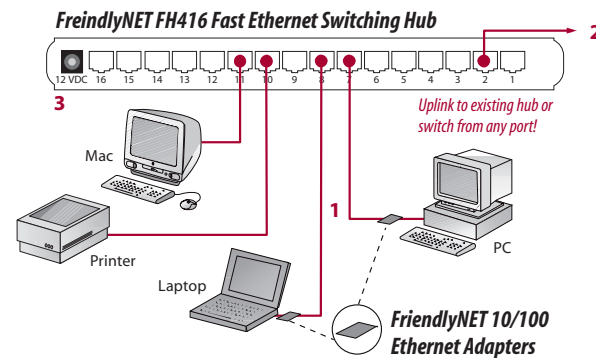 FreindlyNET FH416 Fast Ethernet Switching Hub
2
12 VDC 16 15 14 13 12 11 10 9 8 7 6 5 4 3 2 1
3
Uplink to existing hub or
switch from any port!
Mac
1
Printer
PC
Laptop
FriendlyNET 10/100
Ethernet Adapters